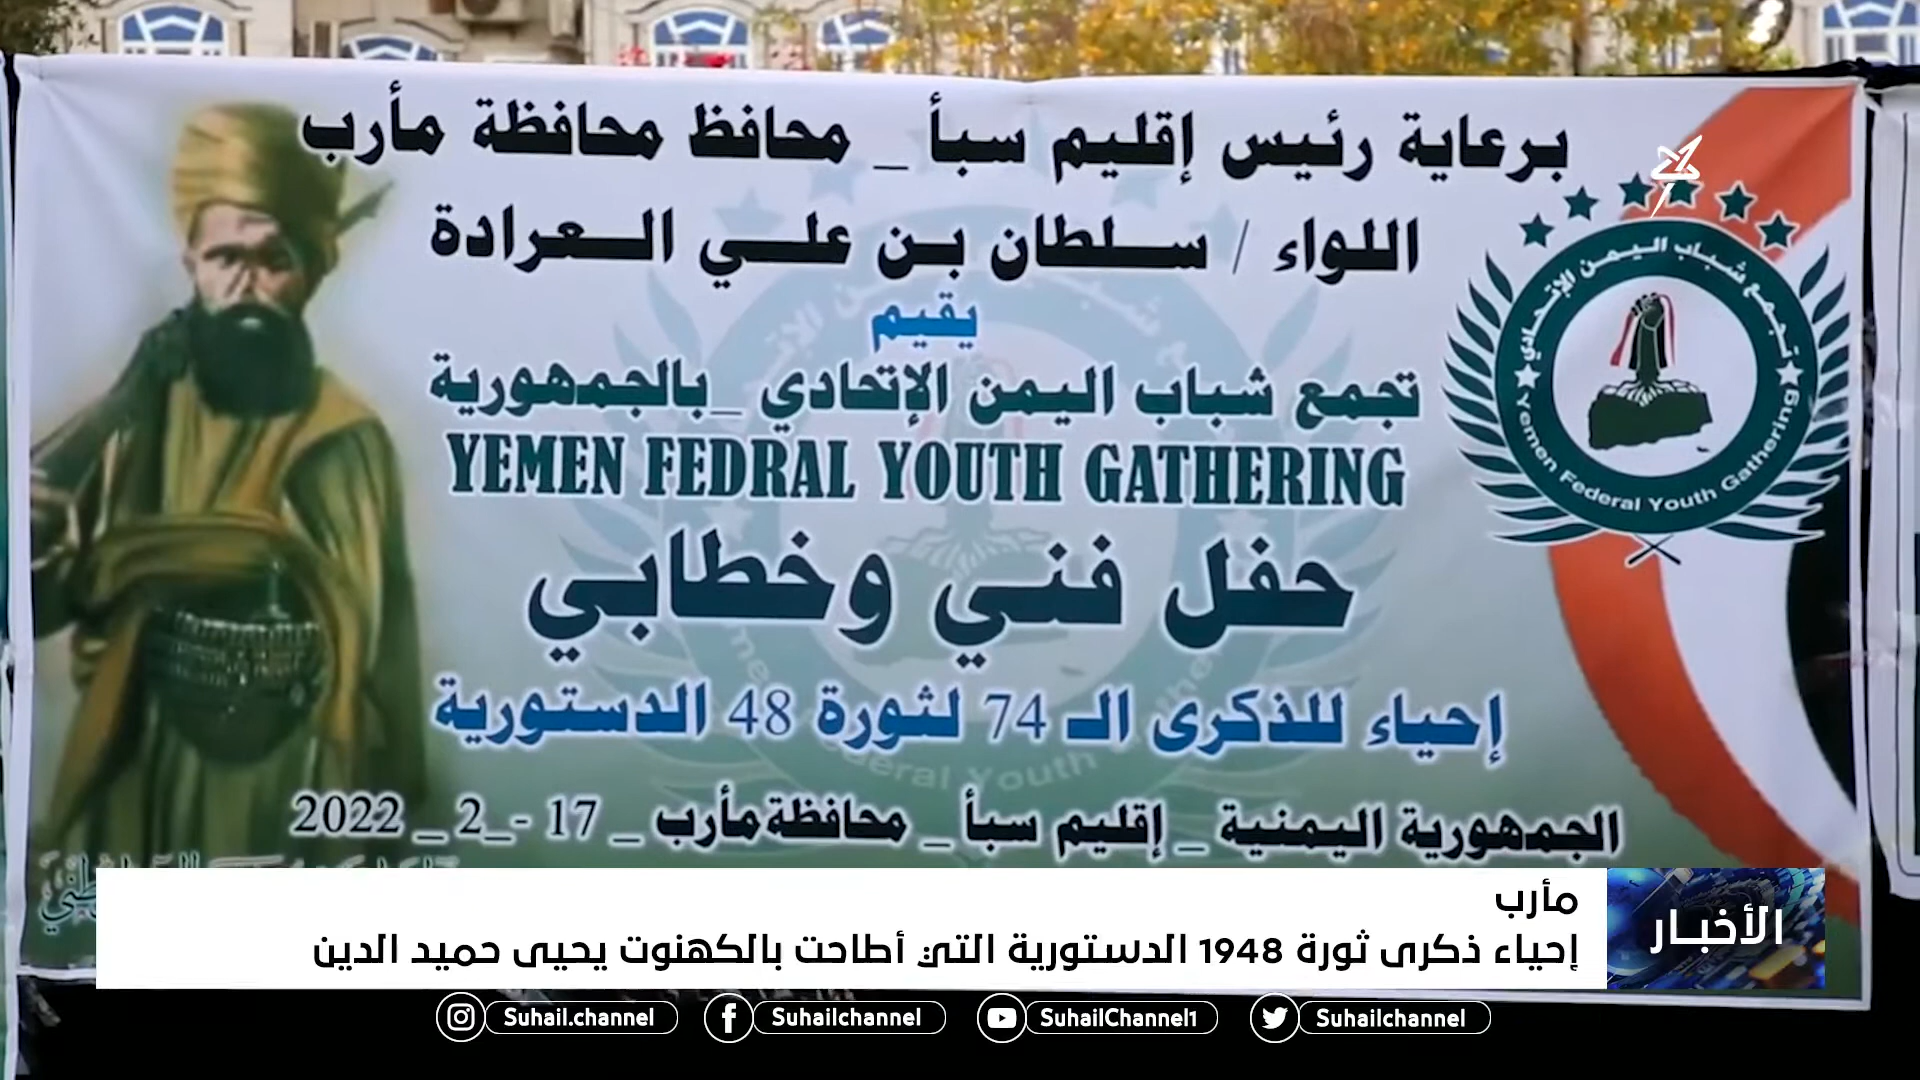 برعاية رئيس إقليم سبأ _ محافظ محافظة مأرب
اللواء / سلطان بن علي العرادة
يقيم
تجمع شباب اليمن الإتحادي _ بالجمهورية
YEMEN FEDRAL YOUTH GATHERING
حفل فني وخطابي
إحياء للذكرى الـ 74 لثورة 48 الدستورية
الجمهورية اليمنية _ إقليم سبأ _ محافظة مأرب _ 17 -_2 _ 2022
تجمع شباب اليمن الإتحادي
Yemen Federal Youth Gathering
الأخبار
مأرب
إحياء ذكرى ثورة 1948 الدستورية التي أطاحت بالكهنوت يحيى حميد الدين
Suhail.channel
Suhailchannel
SuhailChannel1
Suhailchannel